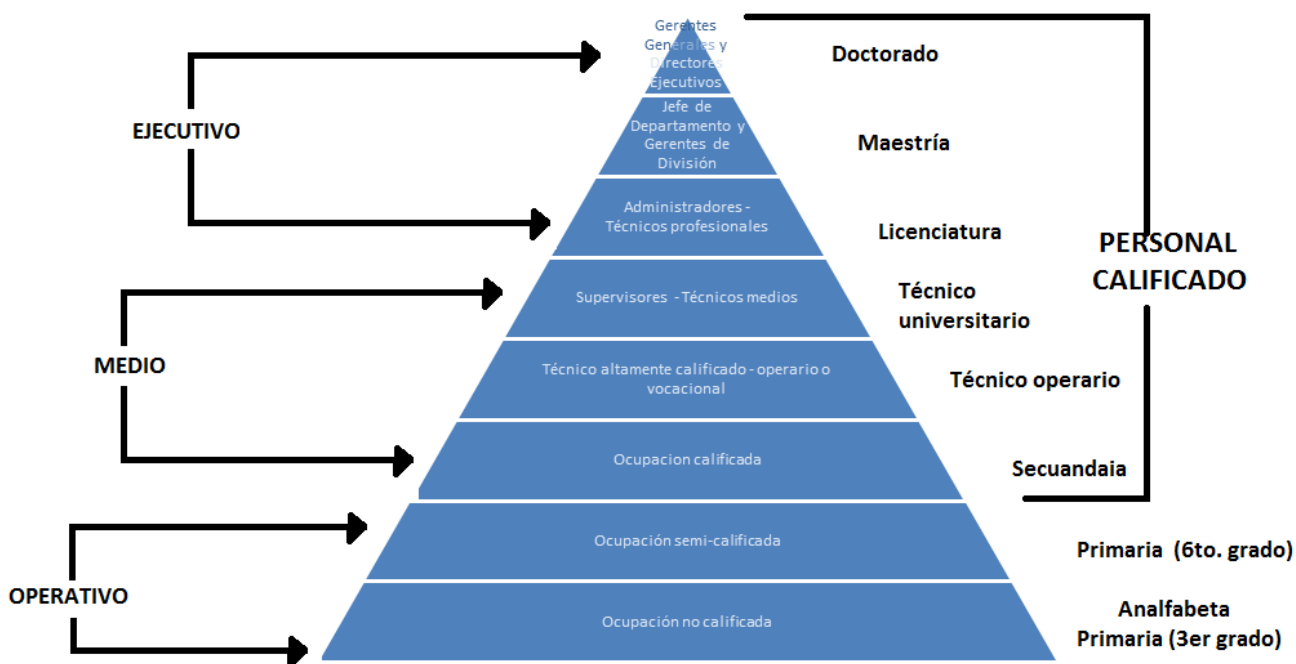 Gerentes
Generales y
Directores
Ejecutivos
Doctorado
Jefe de
Departamento y
Gerentes de
División
Maestría
EJECUTIVO
Administradores -
Técnicos profesionales
Licenciatura
PERSONAL
CALIFICADO
Supervisores - Técnicos medios
Técnico
universitario
MEDIO
Técnico altamente calificado - operario o
vocacional
Técnico operario
Ocupacion calificada
Secuandaia
Ocupación semi-calificada
Primaria (6to. grado)
OPERATIVO
Ocupación no calificada
Analfabeta
Primaria (3er grado)